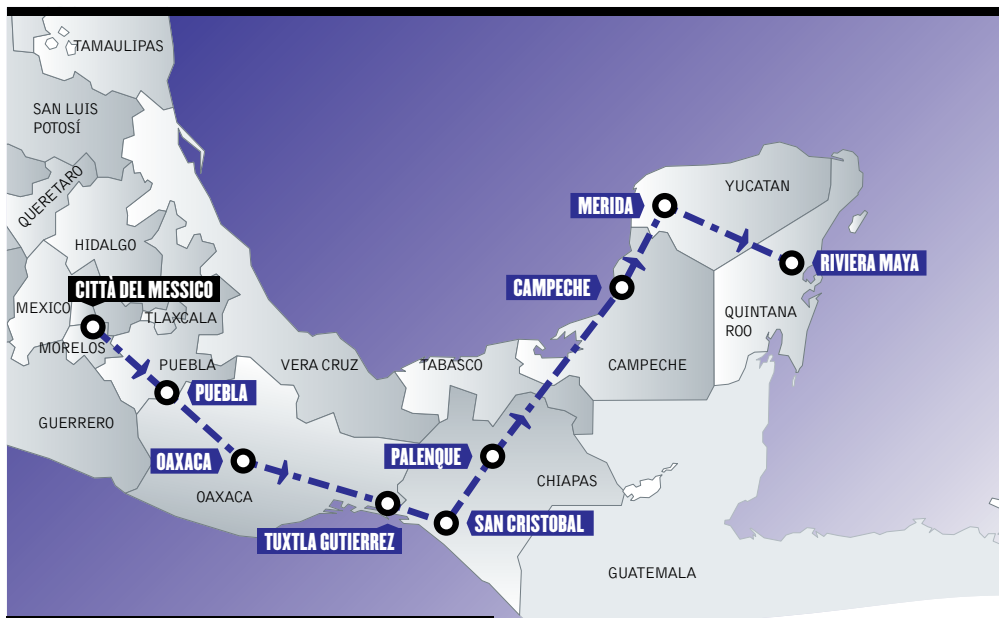 TAMAULIPAS
SAN LUIS
POTOSÍ
QUERETARO
HIDALGO
CITTÀ DEL MESSICO
MEXICO
TLAXCALA
MORELOS
PUEBLA
PUEBLA
GUERRERO
OAXACA
OAXACA
VERA CRUZ
TABASCO
TUXTLA GUTIERREZ
PALENQUE
SAN CRISTOBAL
CHIAPAS
GUATEMALA
CAMPECHE
CAMPECHE
MERIDA
YUCATAN
RIVIERA MAYA
QUINTANA
ROO